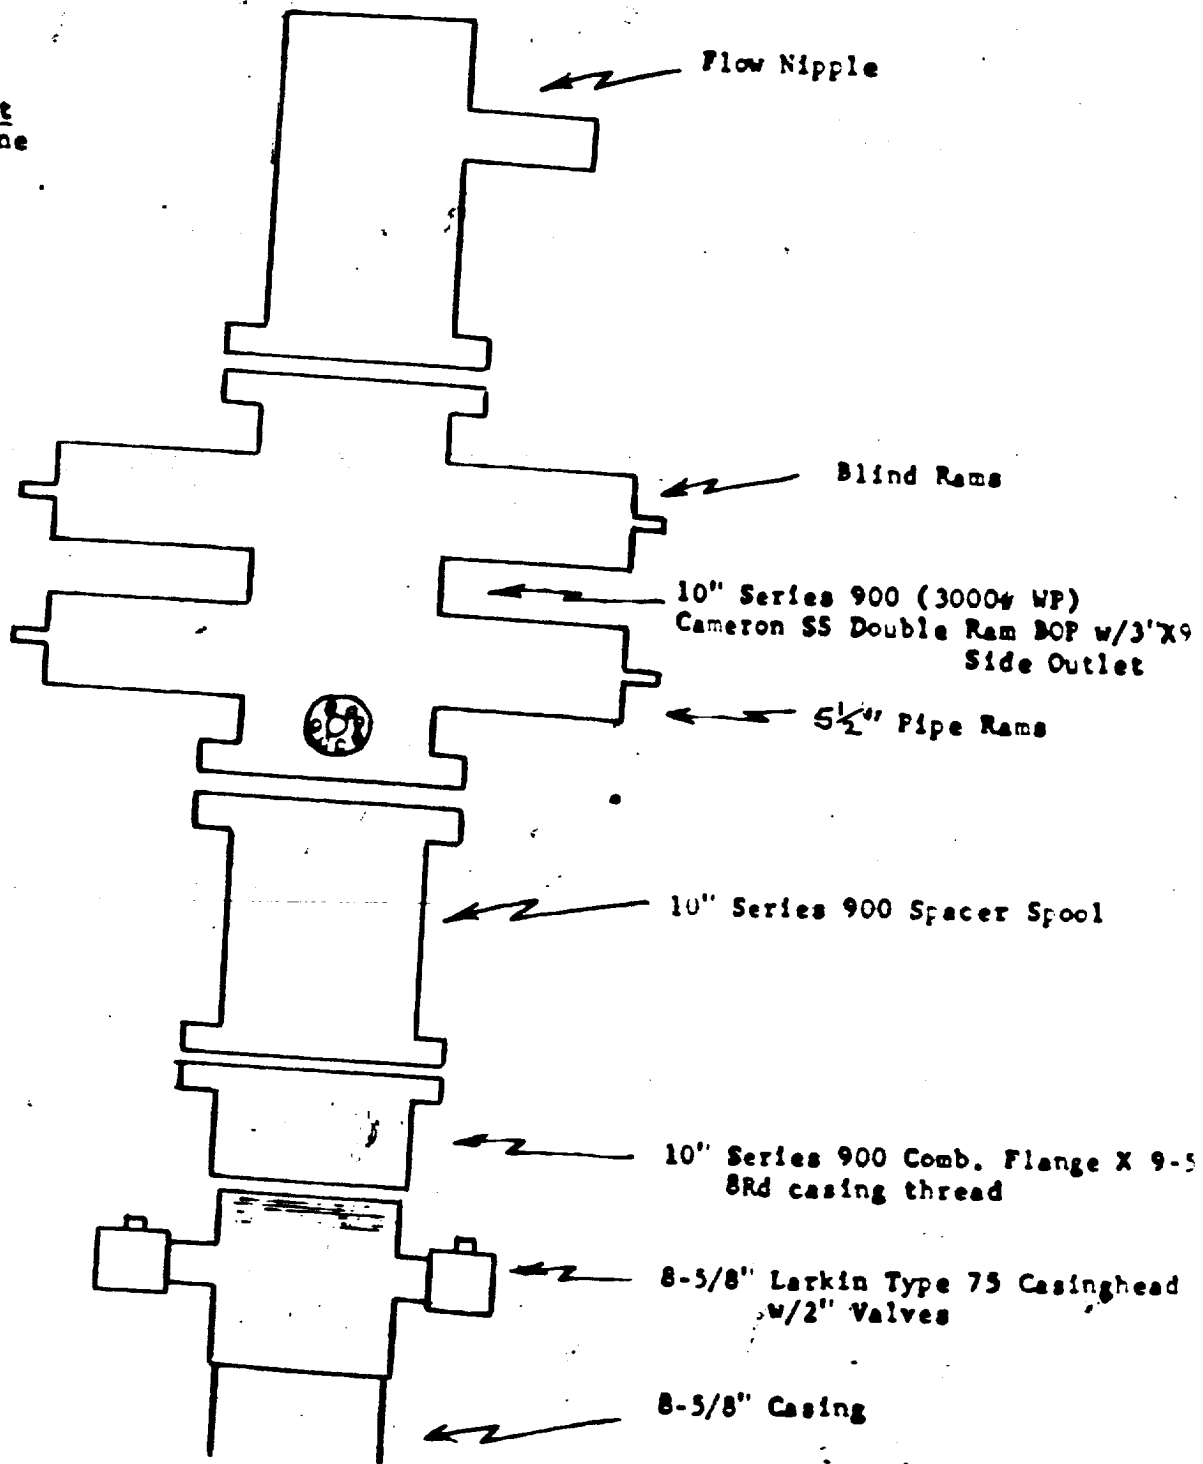 Flow Nipple
t
ne
Blind Rams
10" Series 900 (3000# WP)
Cameron SS Double Ram BOP w/3"X9
Side Outlet
5½" Pipe Rams
10" Series 900 Spacer Spool
10" Series 900 Comb. Flange X 9-5
8Rd casing thread
8-5/8" Larkin Type 75 Casinghead
w/2" Valves
8-5/8" Casing